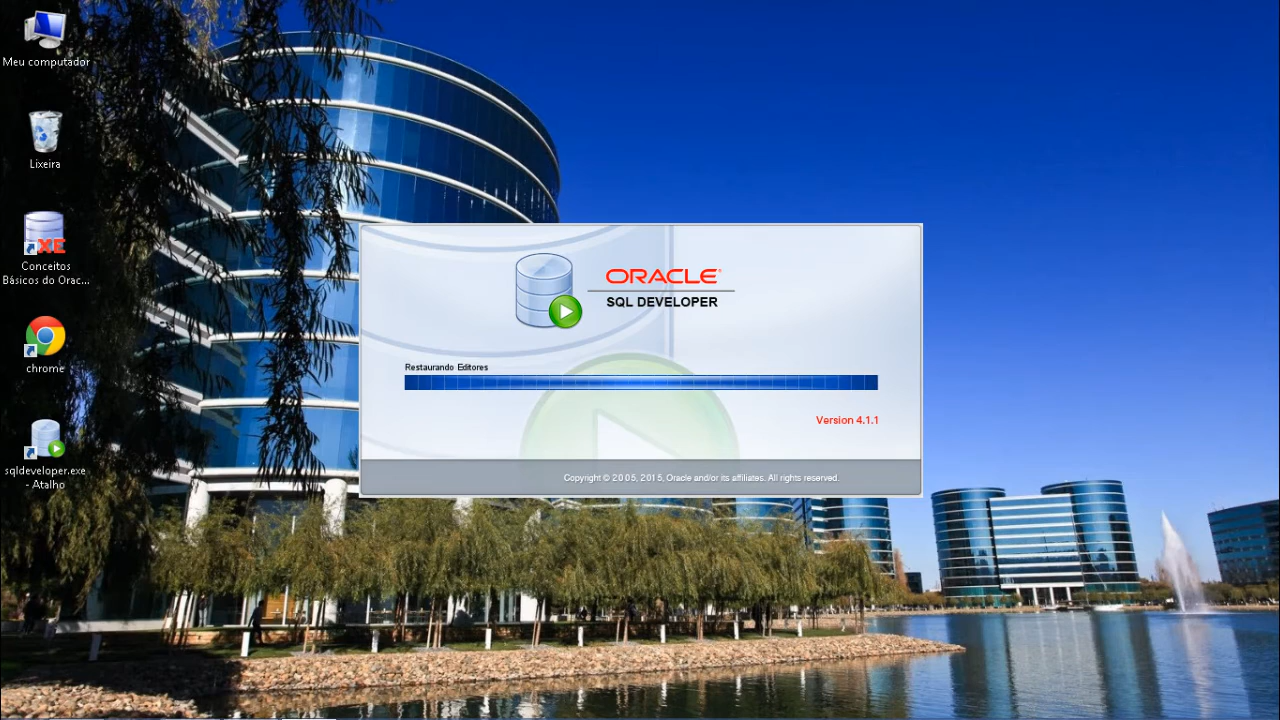 Meu computador
Lixeira
XE
Conceitos
Básicos do Orac...
chrome
sqldeveloper.exe
- Atalho
ORACLE®
SQL DEVELOPER
Restaurando Editores
Version 4.1.1
Copyright © 2005, 2015, Oracle and/or its affiliates. All rights reserved.